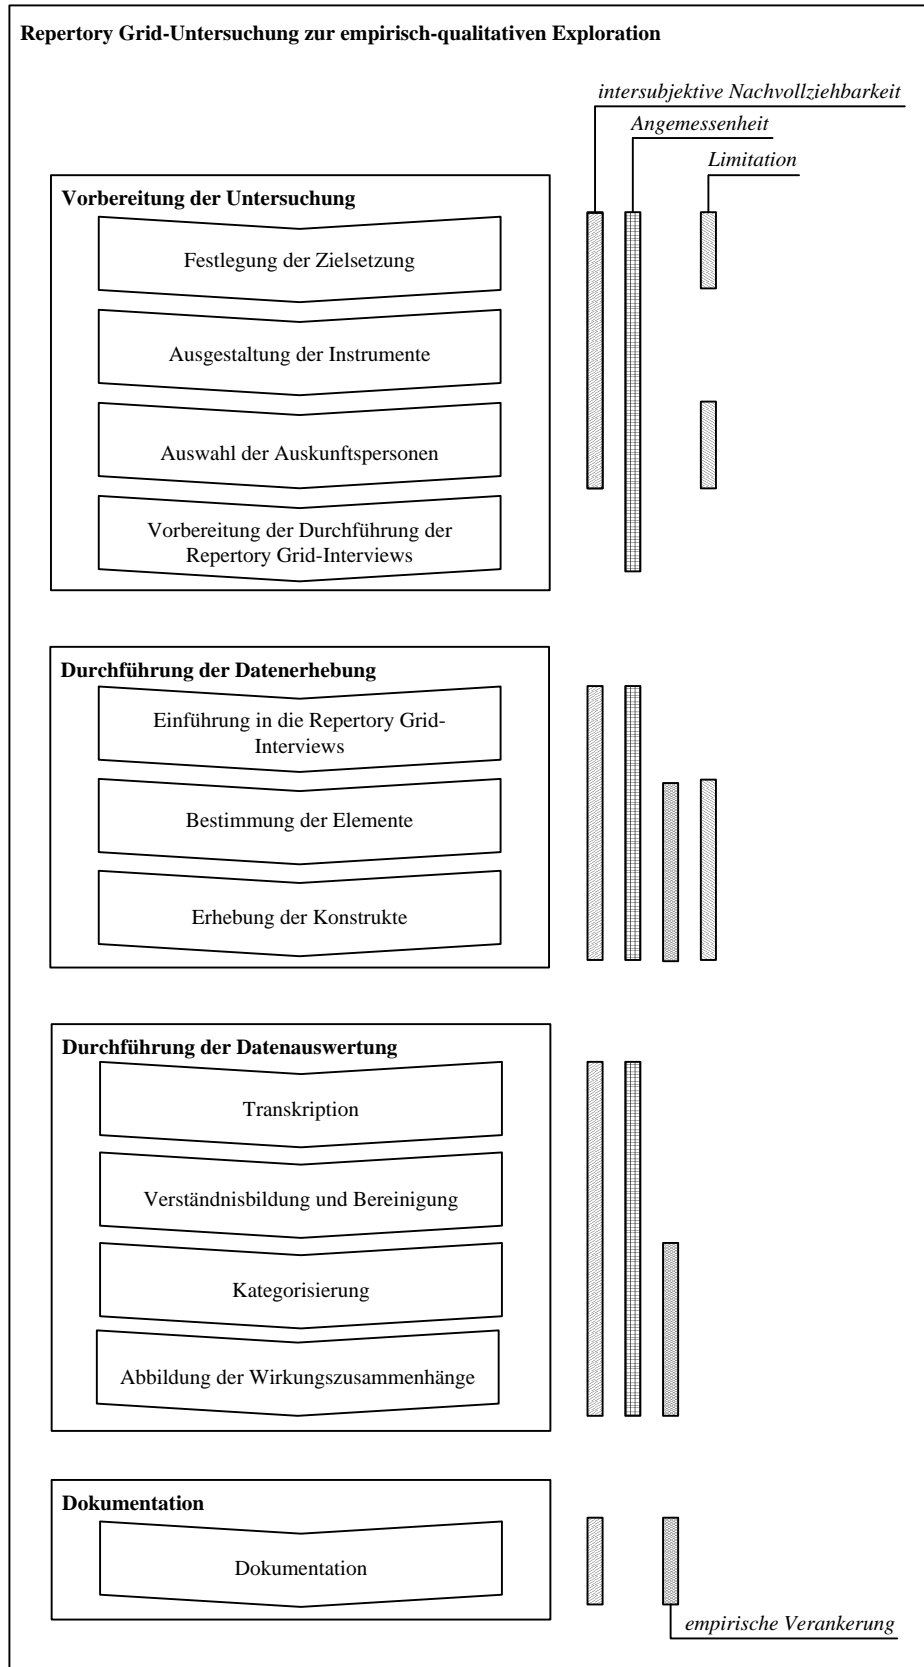 Repertory Grid-Untersuchung zur empirisch-qualitativen Exploration
intersubjektive Nachvollziehbarkeit
Angemessenheit
Limitation
Vorbereitung der Untersuchung
Festlegung der Zielsetzung
Ausgestaltung der Instrumente
Auswahl der Auskunftspersonen
Vorbereitung der Durchführung der
Repertory Grid-Interviews
Durchführung der Datenerhebung
Einführung in die Repertory Grid-
Interviews
Bestimmung der Elemente
Erhebung der Konstrukte
Durchführung der Datenauswertung
Transkription
Verständnisbildung und Bereinigung
Kategorisierung
Abbildung der Wirkungszusammenhänge
Dokumentation
Dokumentation
empirische Verankerung